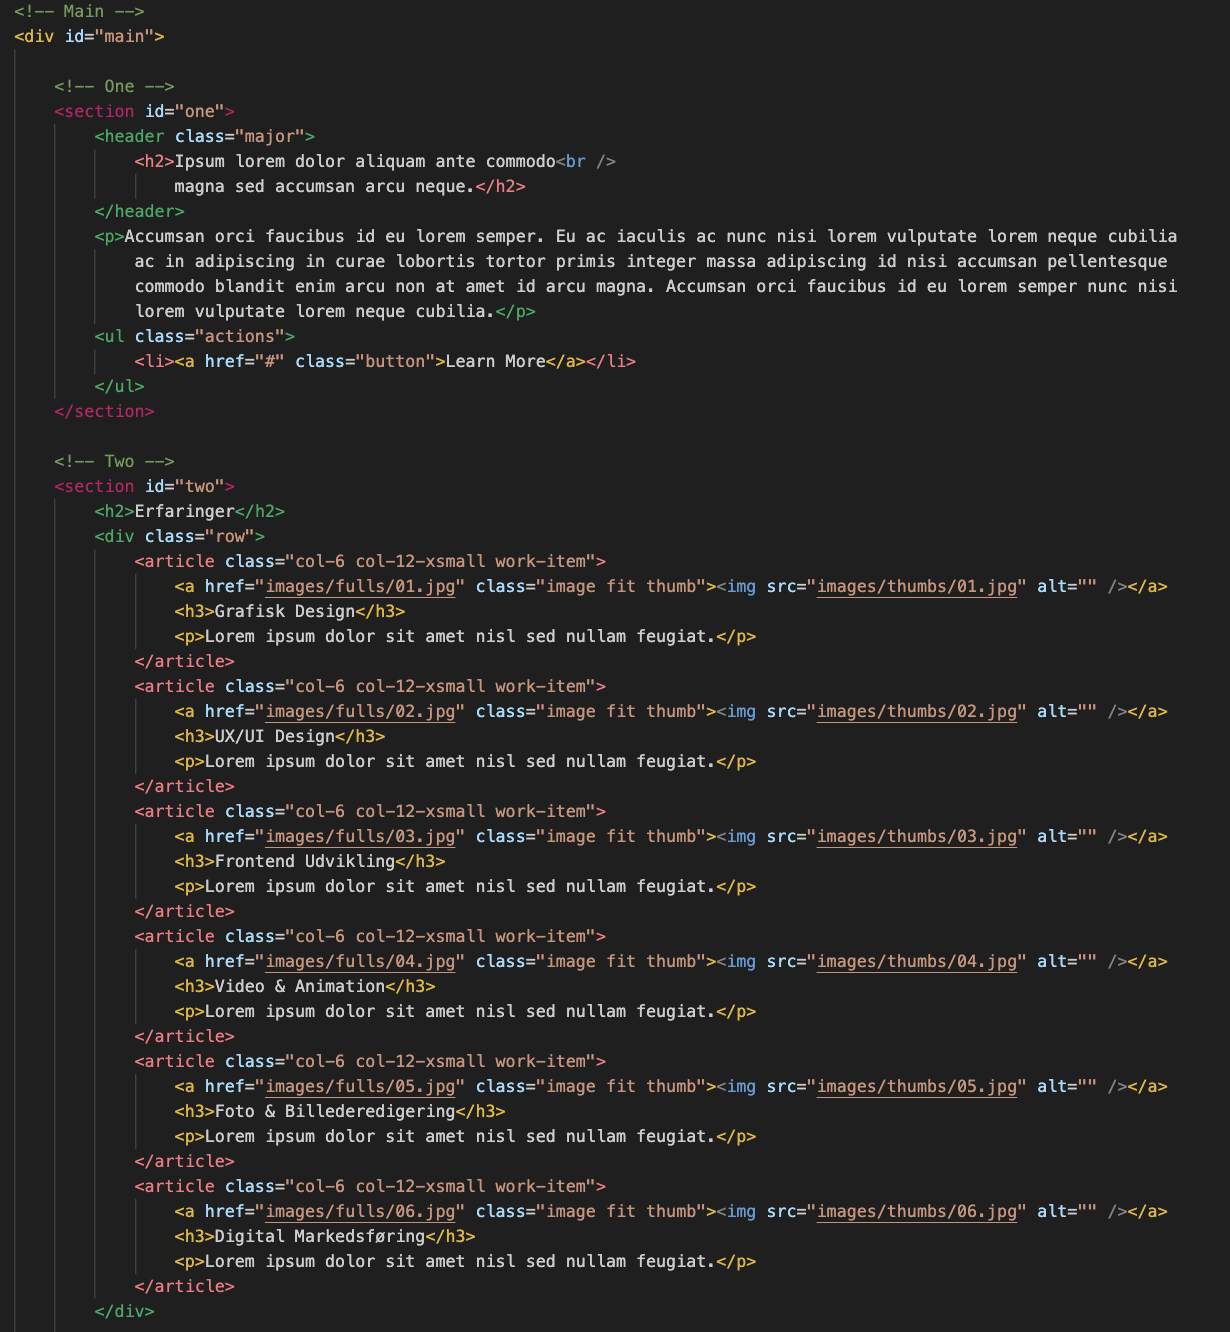 <!-- Main -->
<div id="main">
<!-- One -->
<section id="one">
<header class="major">
<h2>Ipsum lorem dolor aliquam ante commodo<br />
magna sed accumsan arcu neque.</h2>
</header>
<p>Accumsan orci faucibus id eu lorem semper. Eu ac iaculis ac nunc nisi lorem vulputate lorem neque cubilia
ac in adipiscing in curae lobortis tortor primis integer massa adipiscing id nisi accumsan pellentesque
commodo blandit enim arcu non at amet id arcu magna. Accumsan orci faucibus id eu lorem semper nunc nisi
lorem vulputate lorem neque cubilia.</p>
<ul class="actions">
<li><a href="#" class="button">Learn More</a></li>
</ul>
</section>
<!-- Two -->
<section id="two">
<h2>Erfaringer</h2>
<div class="row">
<article class="col-6 col-12-xsmall work-item">
<a href="images/fulls/01.jpg" class="image fit thumb"><img src="images/thumbs/01.jpg" alt="" /></a>
<h3>Grafisk Design</h3>
<p>Lorem ipsum dolor sit amet nisl sed nullam feugiat.</p>
</article>
<article class="col-6 col-12-xsmall work-item">
<a href="images/fulls/02.jpg" class="image fit thumb"><img src="images/thumbs/02.jpg" alt="" /></a>
<h3>UX/UI Design</h3>
<p>Lorem ipsum dolor sit amet nisl sed nullam feugiat.</p>
</article>
<article class="col-6 col-12-xsmall work-item">
<a href="images/fulls/03.jpg" class="image fit thumb"><img src="images/thumbs/03.jpg" alt="" /></a>
<h3>Frontend Udvikling</h3>
<p>Lorem ipsum dolor sit amet nisl sed nullam feugiat.</p>
</article>
<article class="col-6 col-12-xsmall work-item">
<a href="images/fulls/04.jpg" class="image fit thumb"><img src="images/thumbs/04.jpg" alt="" /></a>
<h3>Video & Animation</h3>
<p>Lorem ipsum dolor sit amet nisl sed nullam feugiat.</p>
</article>
<article class="col-6 col-12-xsmall work-item">
<a href="images/fulls/05.jpg" class="image fit thumb"><img src="images/thumbs/05.jpg" alt="" /></a>
<h3>Foto & Billederedigering</h3>
<p>Lorem ipsum dolor sit amet nisl sed nullam feugiat.</p>
</article>
<article class="col-6 col-12-xsmall work-item">
<a href="images/fulls/06.jpg" class="image fit thumb"><img src="images/thumbs/06.jpg" alt="" /></a>
<h3>Digital Markedsføring</h3>
<p>Lorem ipsum dolor sit amet nisl sed nullam feugiat.</p>
</article>
</div>